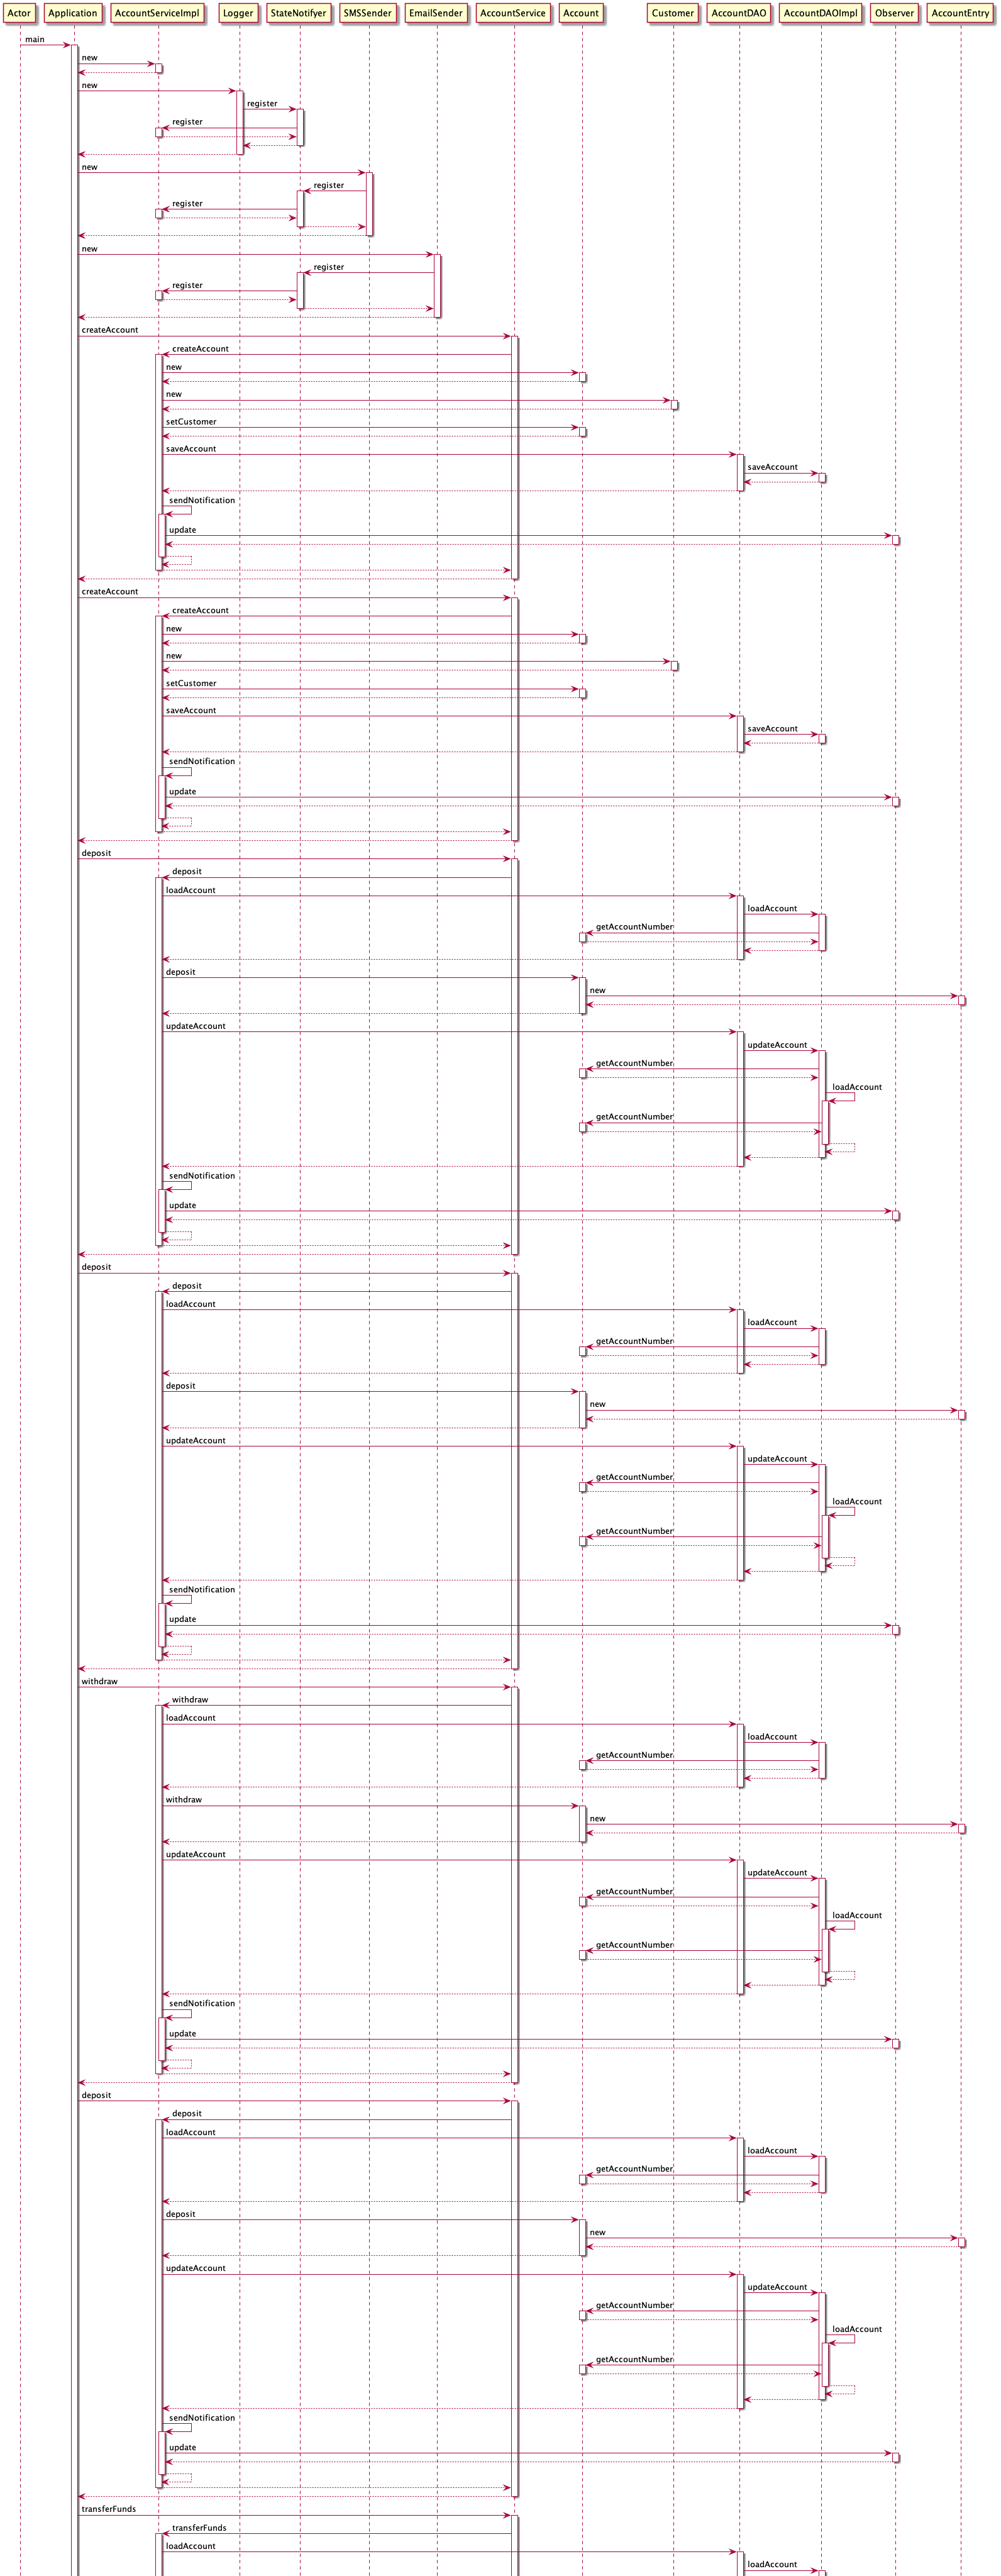 Actor Application AccountServiceImpl Logger StateNotifyer SMSSender EmailSender AccountService Account Customer AccountDAO AccountDAOImpl Observer AccountEntry
main
new
new
register
register
new
register
register
new
register
register
createAccount
createAccount
new
new
setCustomer
saveAccount
saveAccount
sendNotification
update
createAccount
createAccount
new
new
setCustomer
saveAccount
saveAccount
sendNotification
update
deposit
deposit
loadAccount
loadAccount
getAccountNumber
deposit
new
updateAccount
updateAccount
getAccountNumber
loadAccount
getAccountNumber
sendNotification
update
deposit
deposit
loadAccount
loadAccount
getAccountNumber
deposit
new
updateAccount
updateAccount
getAccountNumber
loadAccount
getAccountNumber
sendNotification
update
withdraw
withdraw
loadAccount
loadAccount
getAccountNumber
withdraw
new
updateAccount
updateAccount
getAccountNumber
loadAccount
getAccountNumber
sendNotification
update
deposit
deposit
loadAccount
loadAccount
getAccountNumber
deposit
new
updateAccount
updateAccount
getAccountNumber
loadAccount
getAccountNumber
sendNotification
update
transferFunds
transferFunds
loadAccount
loadAccount